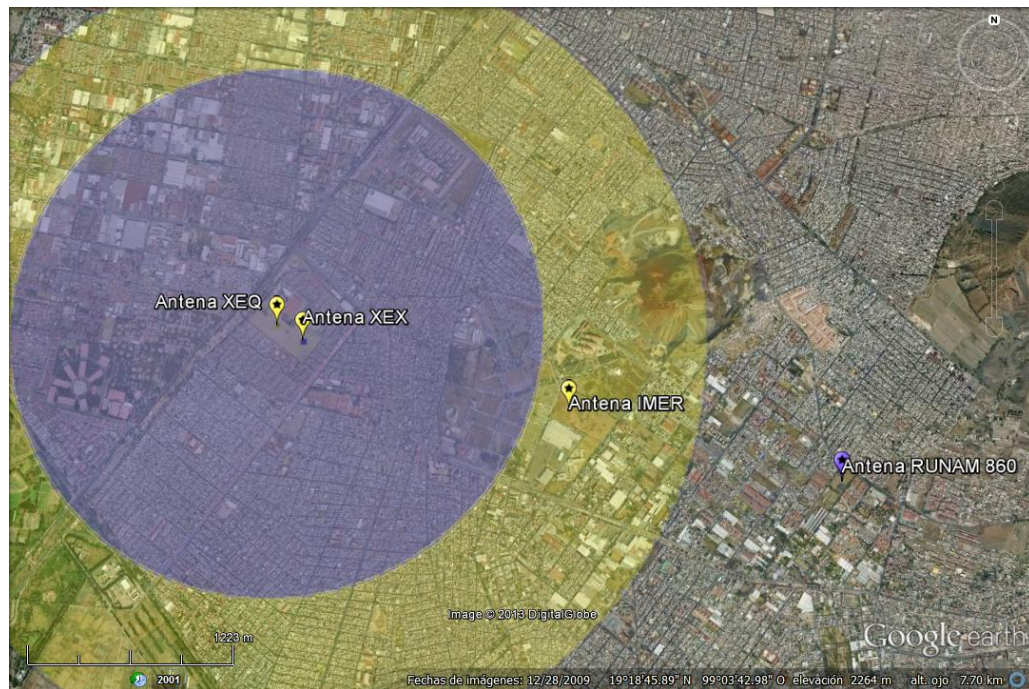 N
Antena XEQ
Antena XEX
Antena IMER
Antena RUNAM 860
Image © 2013 DigitalGlobe
1223 m
Google earth
2001
Fechas de imágenes: 12/28/2009 19°18'45.89" N 99°03'42.98" O elevación 2264 m alt. ojo 7.70 km